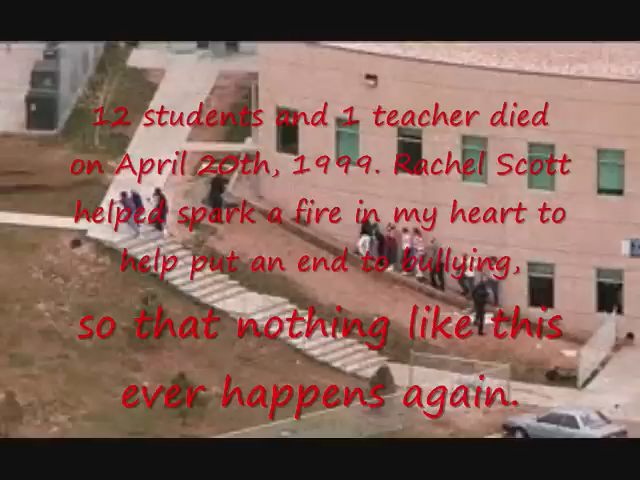 12 students and 1 teacher died
on April 20th, 1999. Rachel Scott
helped spark a fire in my heart to
help put an end to bullying,
so that nothing like this
ever happens again.